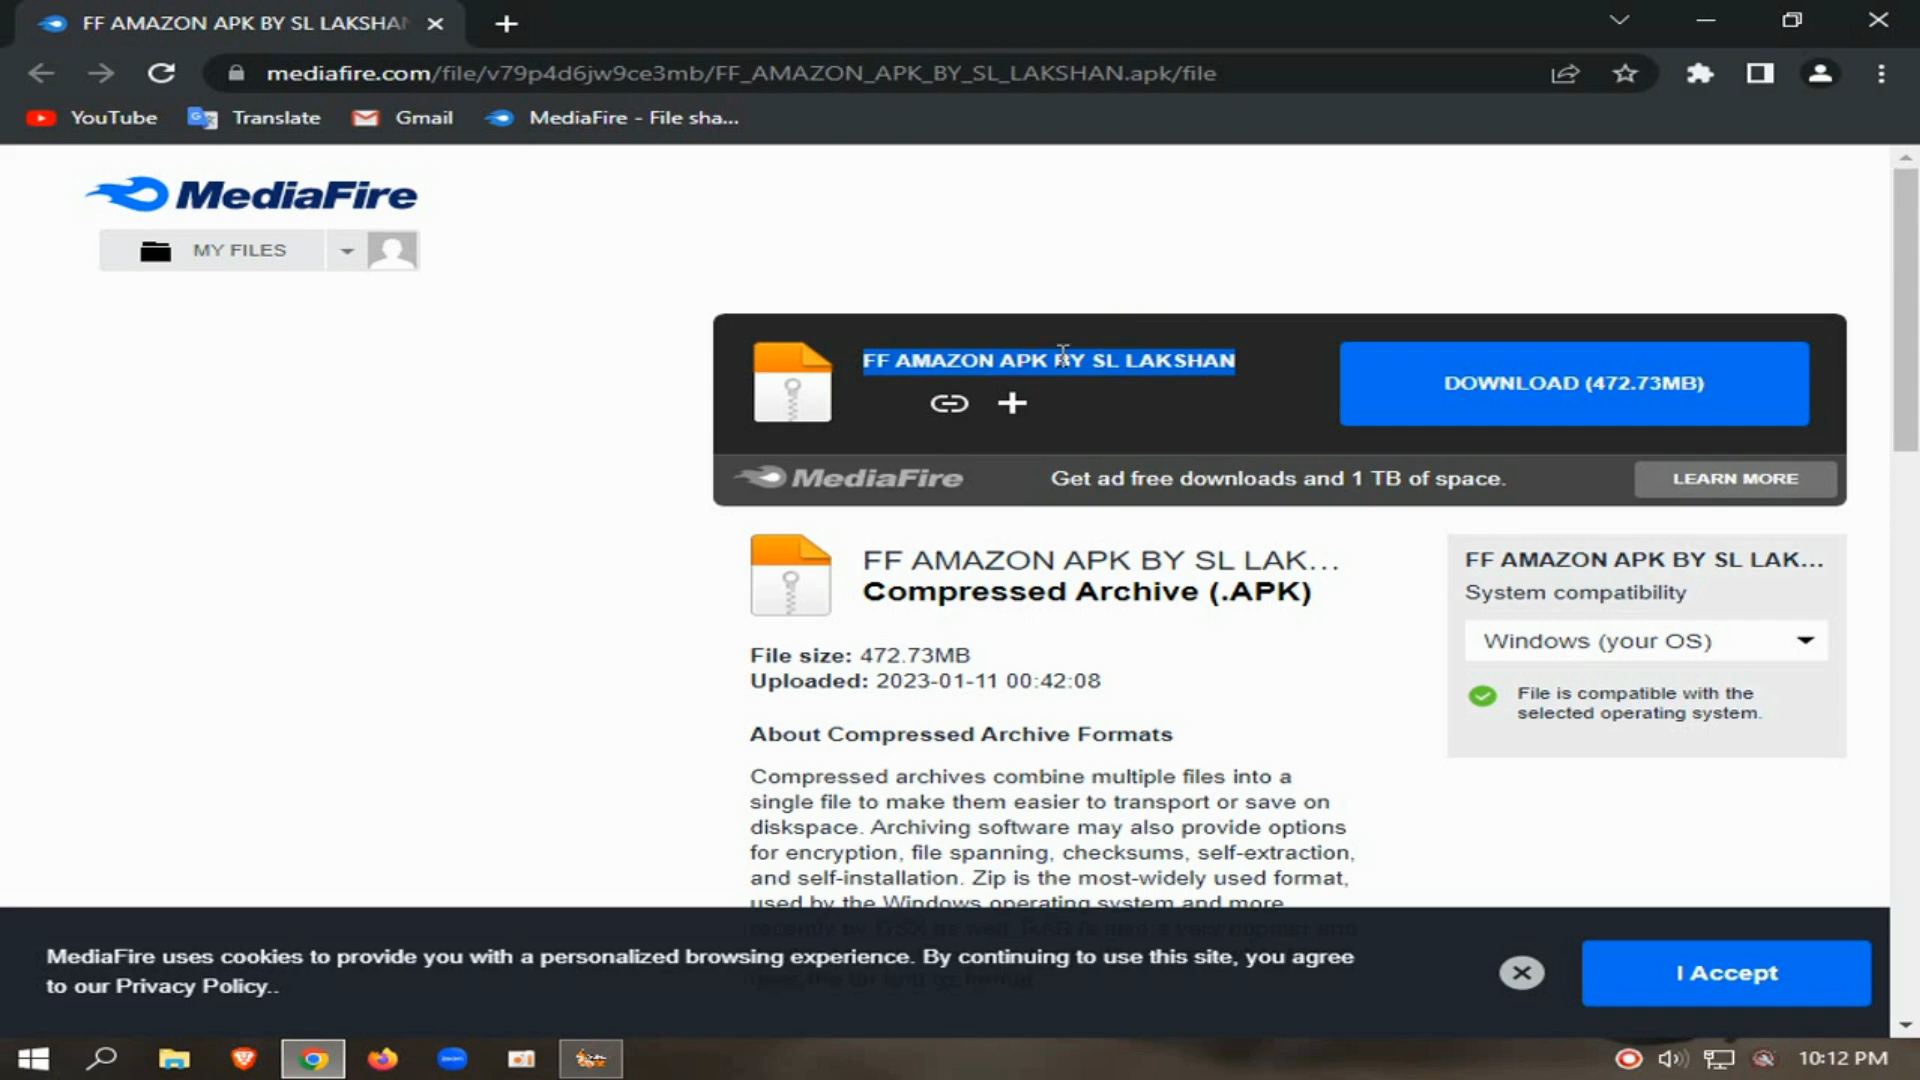 FF AMAZON APK BY SL LAKSHAN
mediafire.com/file/v79p4d6jw9ce3mb/FF_AMAZON_APK_BY_SL_LAKSHAN.apk/file
YouTube Translate Gmail MediaFire - File sha...
MediaFire
MY FILES
FF AMAZON APK BY SL LAKSHAN
DOWNLOAD (472.73MB)
MediaFire Get ad free downloads and 1 TB of space. LEARN MORE
FF AMAZON APK BY SL LAK...
Compressed Archive (.APK)
File size: 472.73MB
Uploaded: 2023-01-11 00:42:08
About Compressed Archive Formats
Compressed archives combine multiple files into a
single file to make them easier to transport or save on
diskspace. Archiving software may also provide options
for encryption, file spanning, checksums, self-extraction,
and self-installation. Zip is the most-widely used format,
used by the Windows operating system and more
FF AMAZON APK BY SL LAK...
System compatibility
Windows (your OS)
File is compatible with the
selected operating system.
MediaFire uses cookies to provide you with a personalized browsing experience. By continuing to use this site, you agree
to our Privacy Policy..
I Accept
10:12 PM